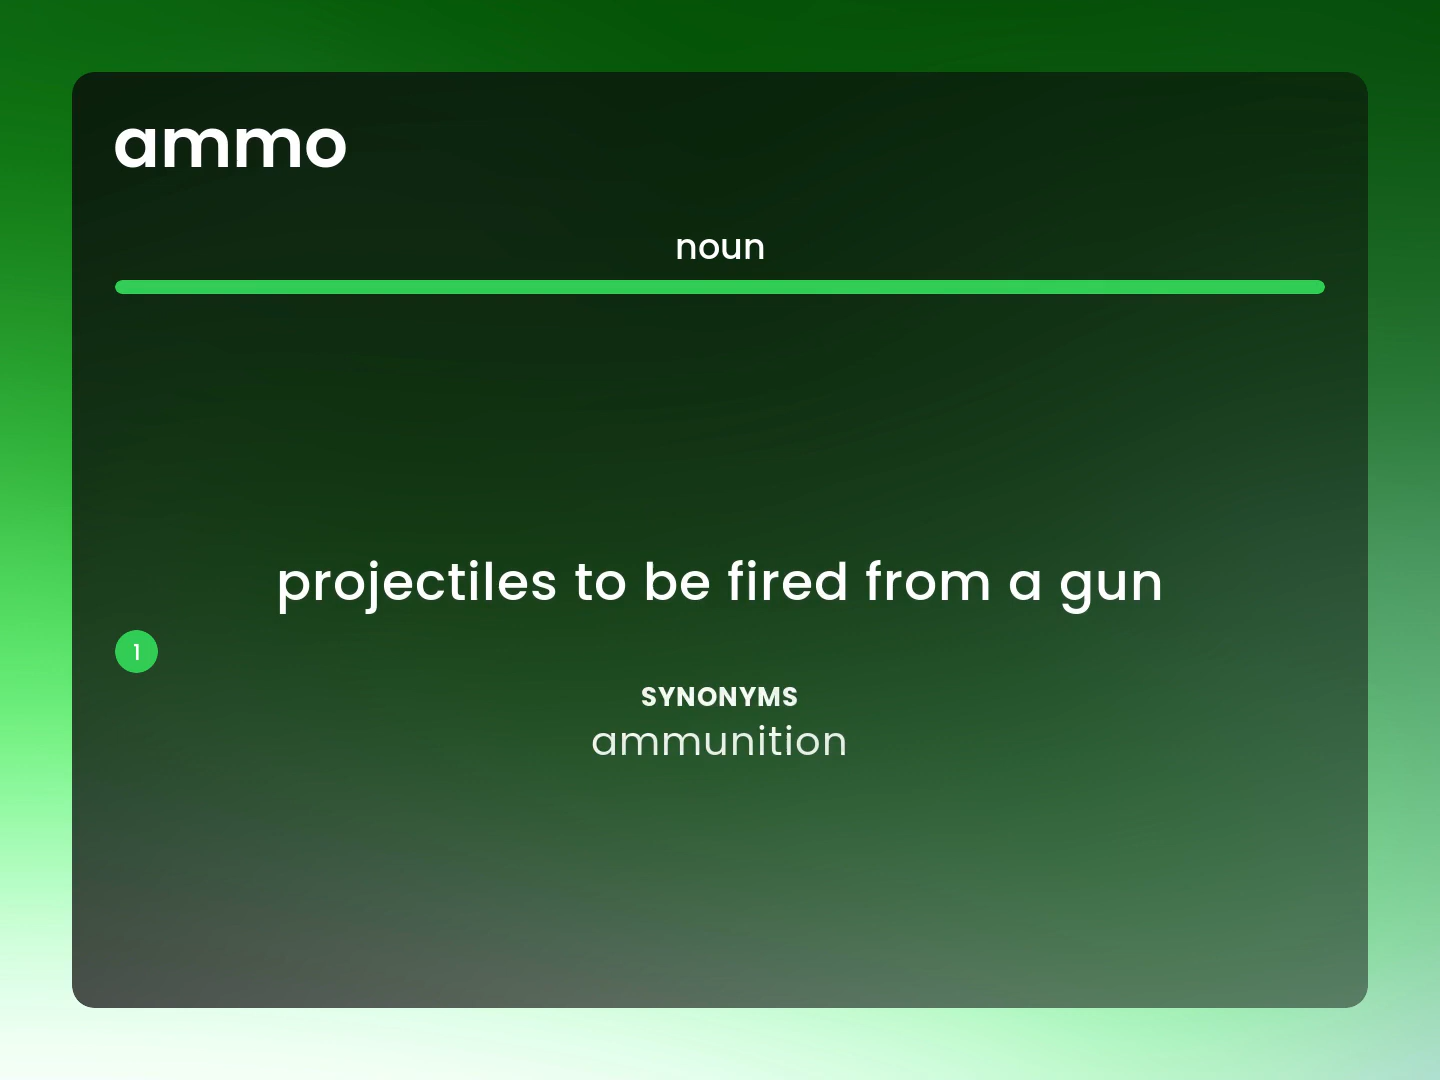 ammo
noun
projectiles to be fired from a gun
1
SYNONYMS
ammunition